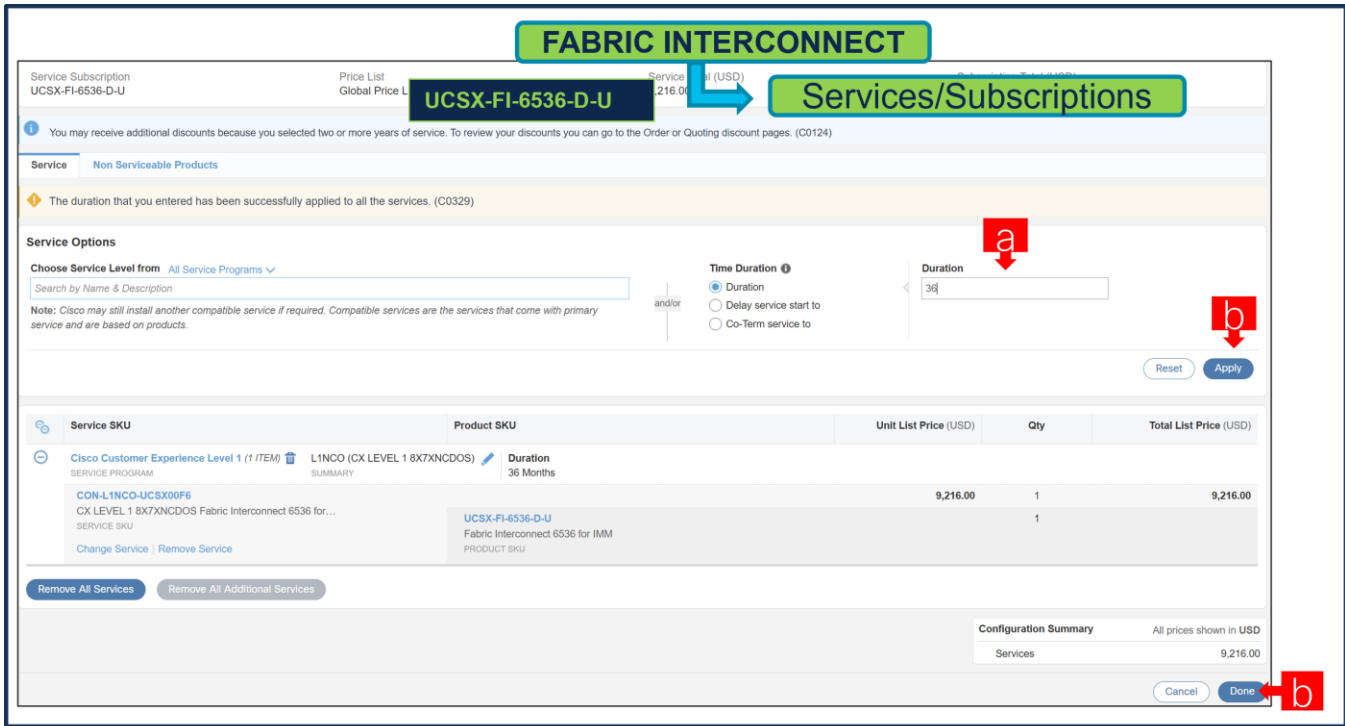 FABRIC INTERCONNECT
Service Subscription
UCSX-FI-6536-D-U
Price List
Global Price L
Service
(USD)
,216.00
UCSX-FI-6536-D-U
Services/Subscriptions
You may receive additional discounts because you selected two or more years of service. To review your discounts you can go to the Order or Quoting discount pages. (C0124)
Service Non Serviceable Products
The duration that you entered has been successfully applied to all the services. (C0329)
Service Options
Choose Service Level from All Service Programs
Search by Name & Description
Note: Cisco may still install another compatible service if required. Compatible services are the services that come with primary
service and are based on products.
and/or
Time Duration
Duration
Delay service start to
Co-Term service to
Duration
36
a
b
Reset Apply
Service SKU Product SKU Unit List Price (USD) Qty Total List Price (USD)
Cisco Customer Experience Level 1 (1 ITEM) L1NCO (CX LEVEL 1 8X7XNCDOS) Duration
SERVICE PROGRAM SUMMARY 36 Months
CON-L1NCO-UCSX00F6 9,216.00 1 9,216.00
CX LEVEL 1 8X7XNCDOS Fabric Interconnect 6536 for...
SERVICE SKU
UCSX-FI-6536-D-U 1
Fabric Interconnect 6536 for IMM
PRODUCT SKU
Change Service | Remove Service
Remove All Services Remove All Additional Services
Configuration Summary All prices shown in USD
Services 9,216.00
Cancel Done b